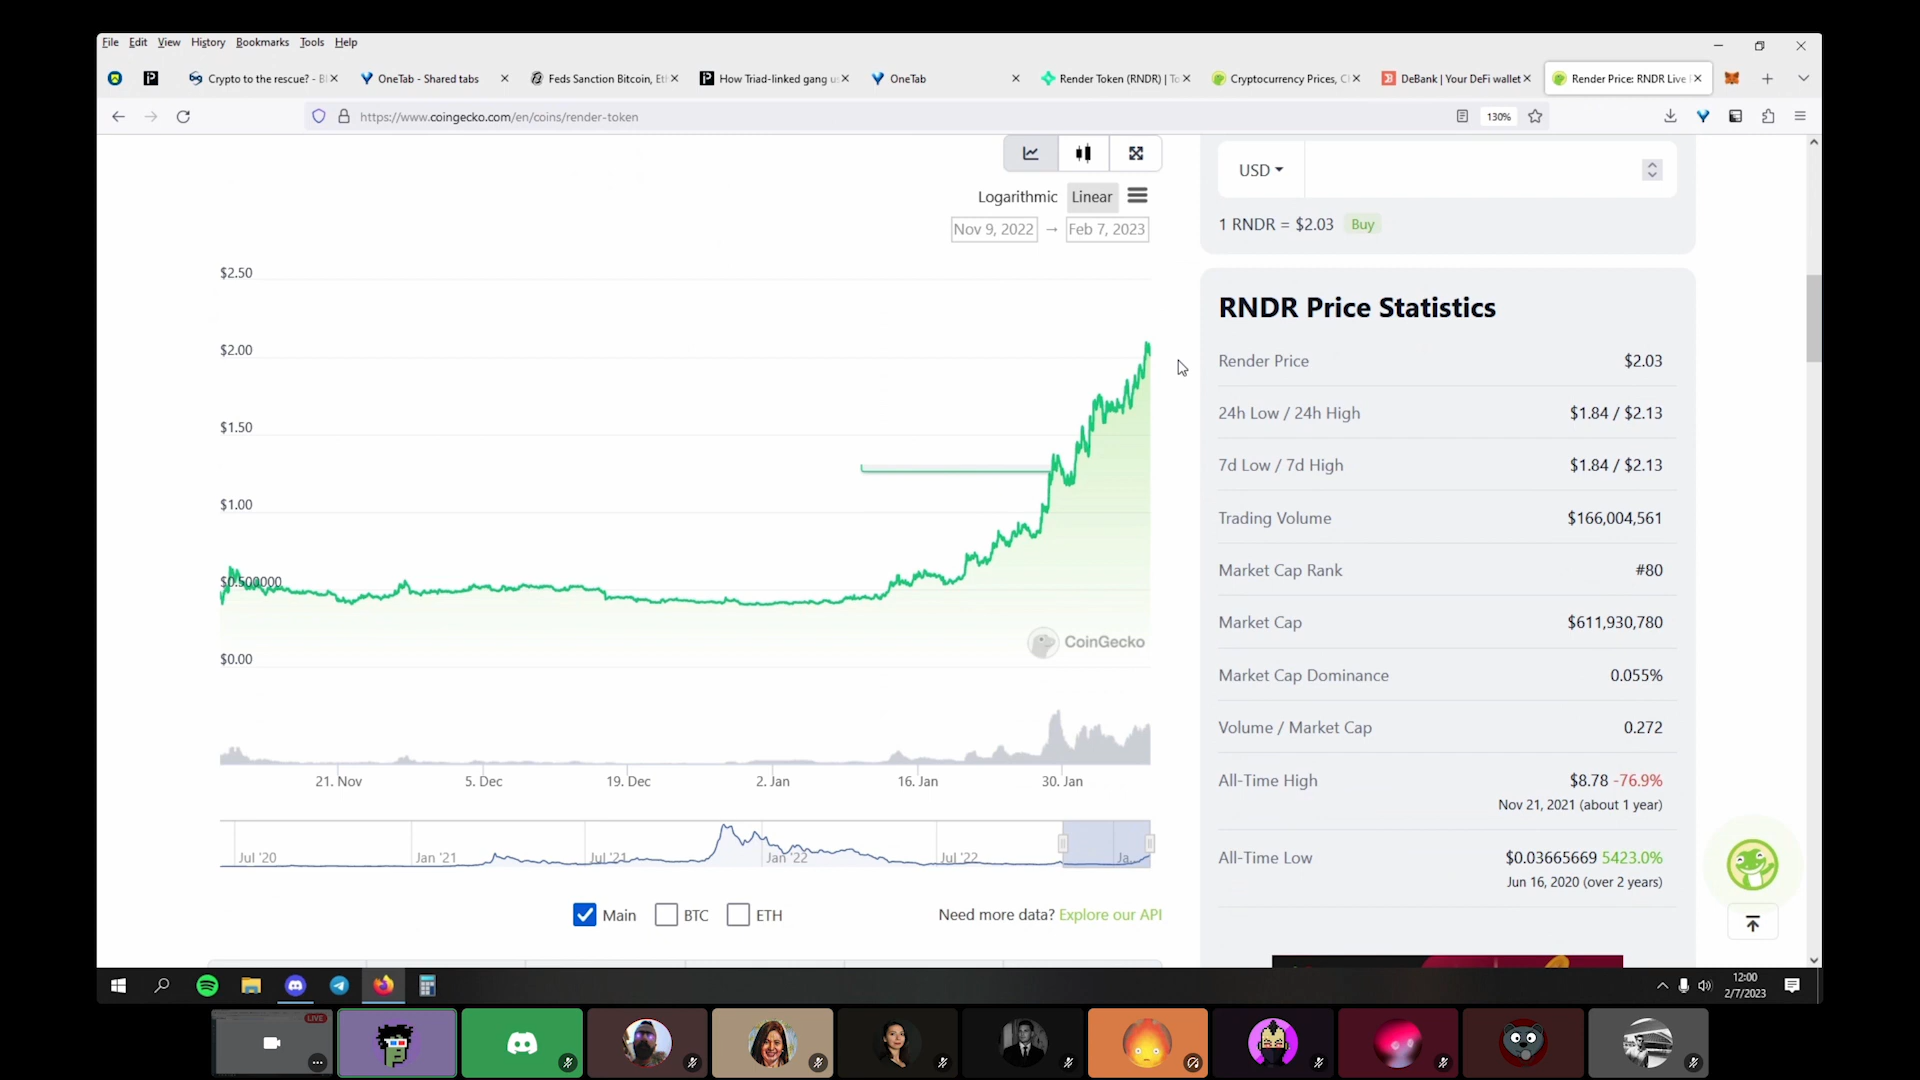 File Edit View History Bookmarks Tools Help
Crypto to the rescue? - Bl
OneTab - Shared tabs
Feds Sanction Bitcoin, Et
How Triad-linked gang u
OneTab
Render Token (RNDR) | To
Cryptocurrency Prices, C
DeBank | Your DeFi wallet
Render Price: RNDR Live
https://www.coingecko.com/en/coins/render-token
130%
Logarithmic Linear
Nov 9, 2022 → Feb 7, 2023
$2.50
$2.00
$1.50
$1.00
$0.500000
$0.00
CoinGecko
21. Nov 5. Dec 19. Dec 2. Jan 16. Jan 30. Jan
Jul '20 Jan '21 Jul '21 Jan '22 Jul '22 Ja…
Main BTC ETH
Need more data? Explore our API
USD
1 RNDR = $2.03 Buy
RNDR Price Statistics
Render Price $2.03
24h Low / 24h High $1.84 / $2.13
7d Low / 7d High $1.84 / $2.13
Trading Volume $166,004,561
Market Cap Rank #80
Market Cap $611,930,780
Market Cap Dominance 0.055%
Volume / Market Cap 0.272
All-Time High $8.78 -76.9%
Nov 21, 2021 (about 1 year)
All-Time Low $0.03665669 5423.0%
Jun 16, 2020 (over 2 years)
12:00
2/7/2023
LIVE